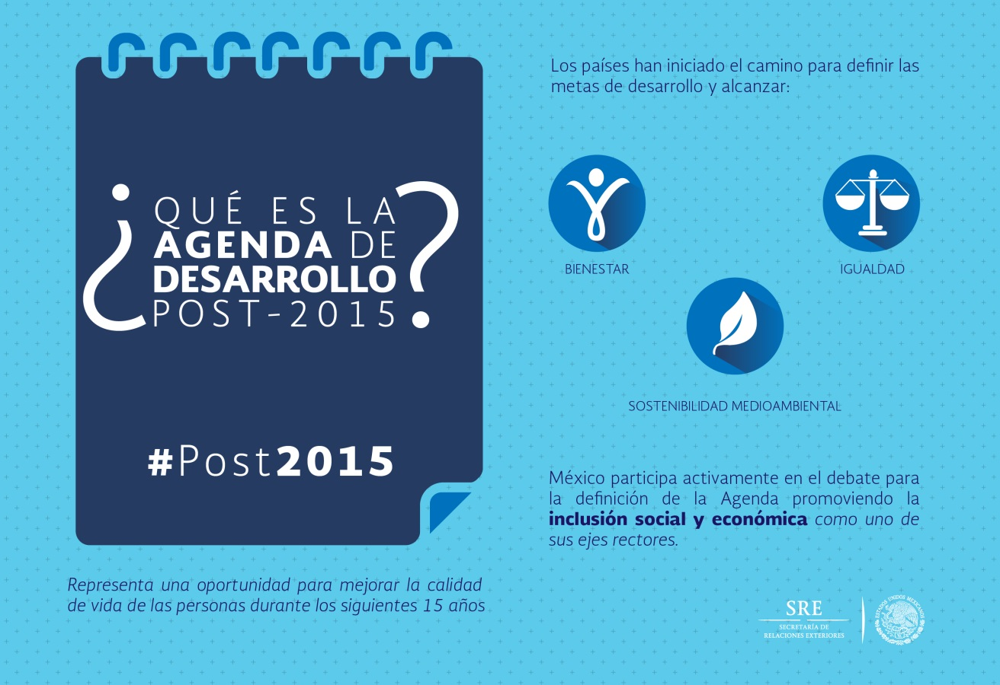 ¿QUÉ ES LA
AGENDA DE
DESARROLLO
POST-2015?
#Post2015
Representa una oportunidad para mejorar la calidad
de vida de las personas durante los siguientes 15 años
Los países han iniciado el camino para definir las
metas de desarrollo y alcanzar:
BIENESTAR
IGUALDAD
SOSTENIBILIDAD MEDIOAMBIENTAL
México participa activamente en el debate para
la definición de la Agenda promoviendo la
inclusión social y económica como uno de
sus ejes rectores.
SRE
SECRETARÍA DE
RELACIONES EXTERIORES
ESTADOS UNIDOS MEXICANOS